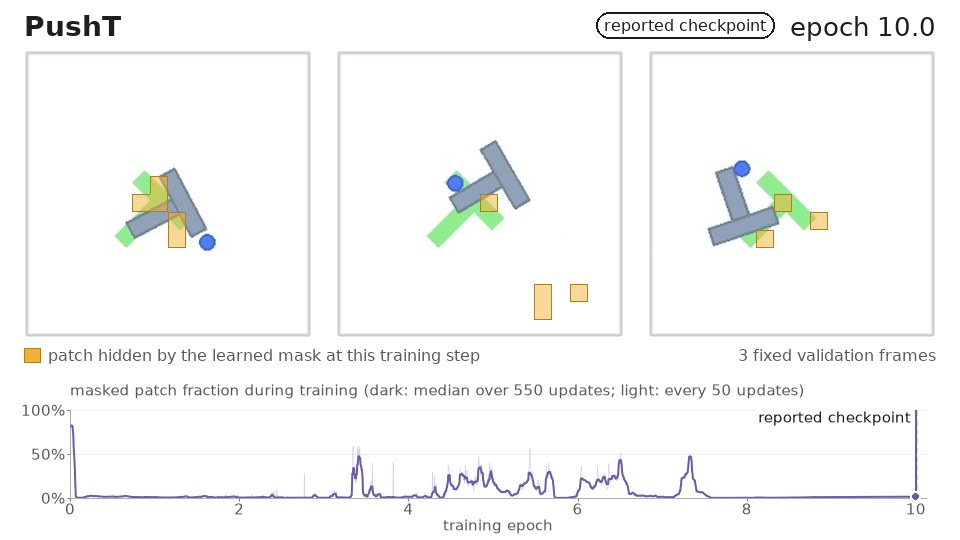 PushT
reported checkpoint epoch 10.0
patch hidden by the learned mask at this training step
3 fixed validation frames
masked patch fraction during training (dark: median over 550 updates; light: every 50 updates)
100%
reported checkpoint
50%
0%
0 2 4 6 8 10
training epoch